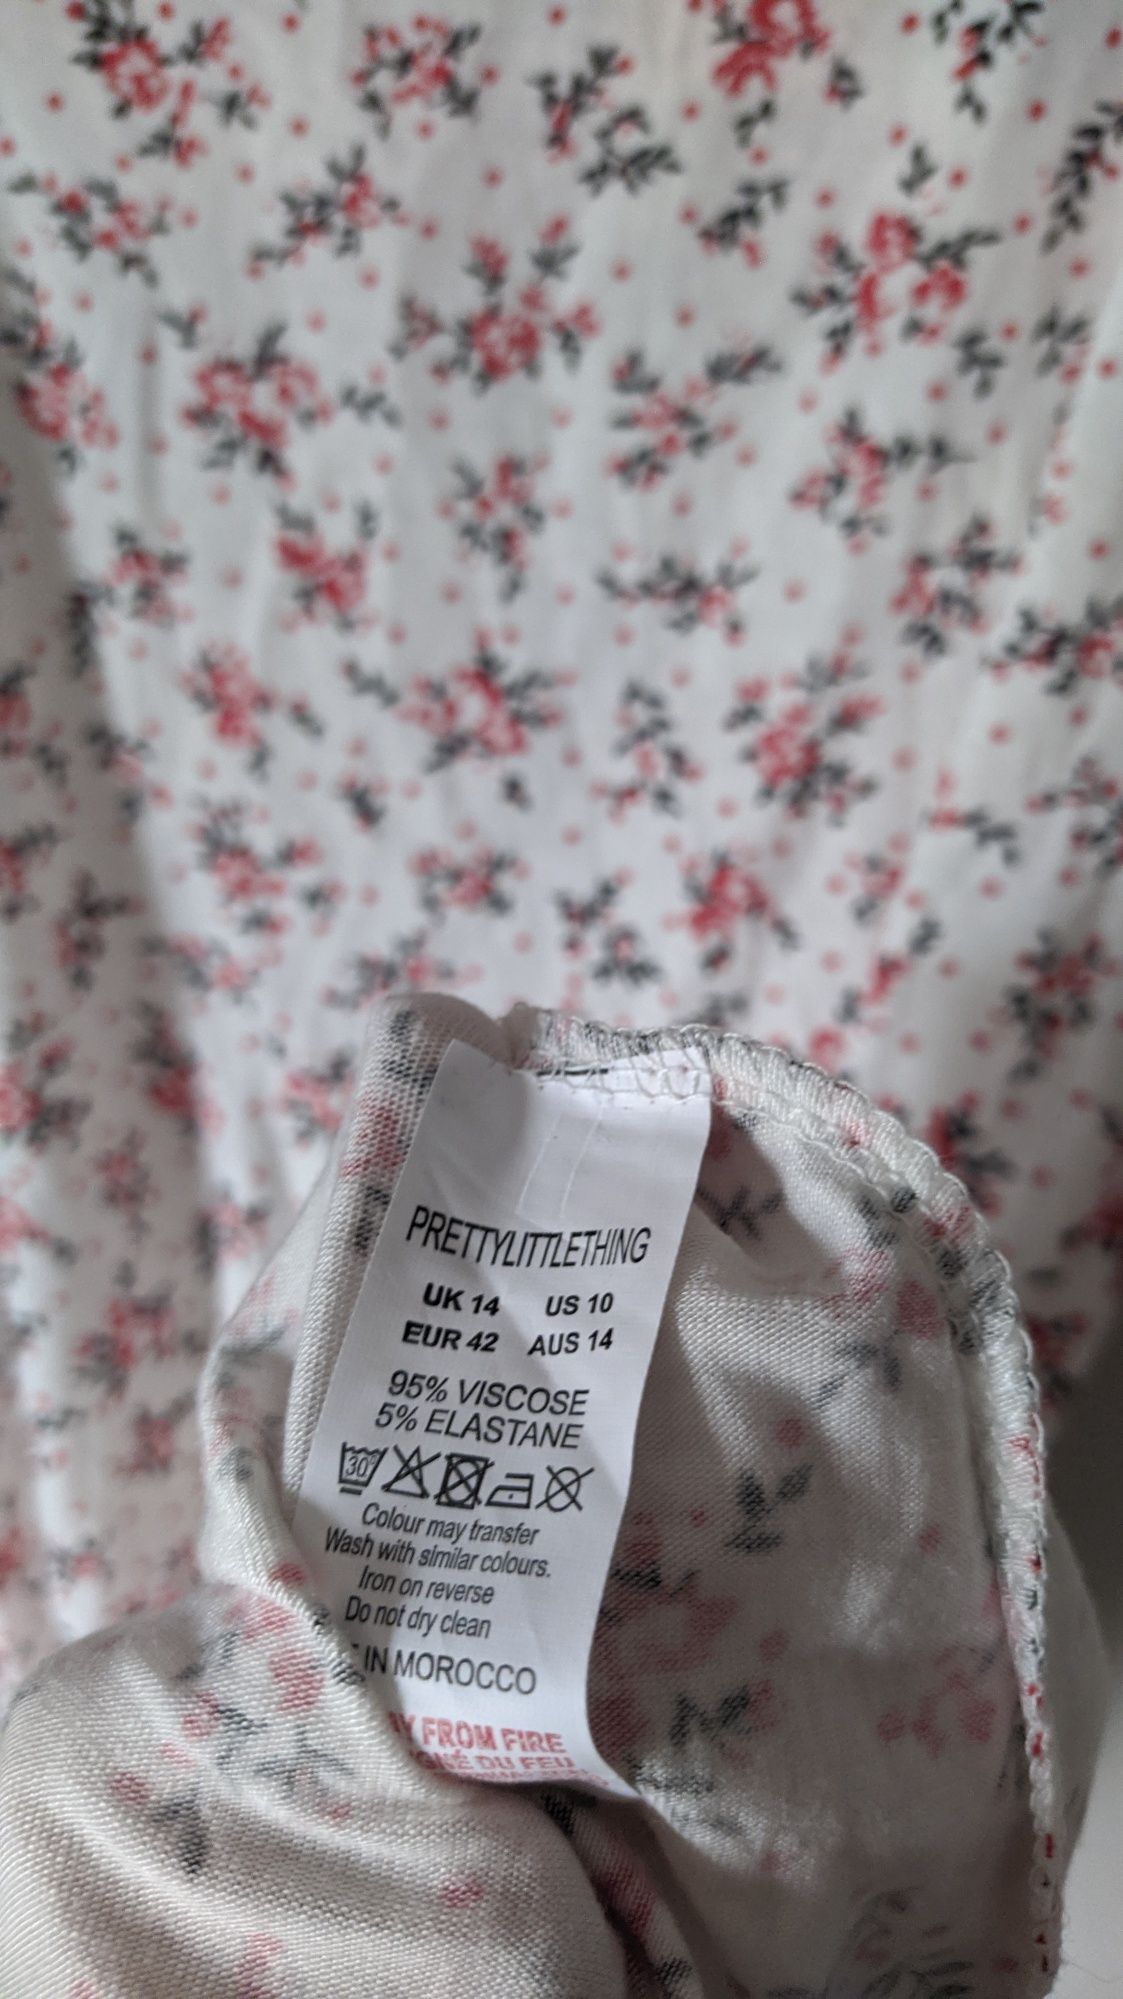 PRETTYLITTLETHING
UK 14 US 10
EUR 42 AUS 14
95% VISCOSE
5% ELASTANE
30°
Colour may transfer
Wash with similar colours.
Iron on reverse
Do not dry clean
IN MOROCCO
FROM FIRE
DU FEU